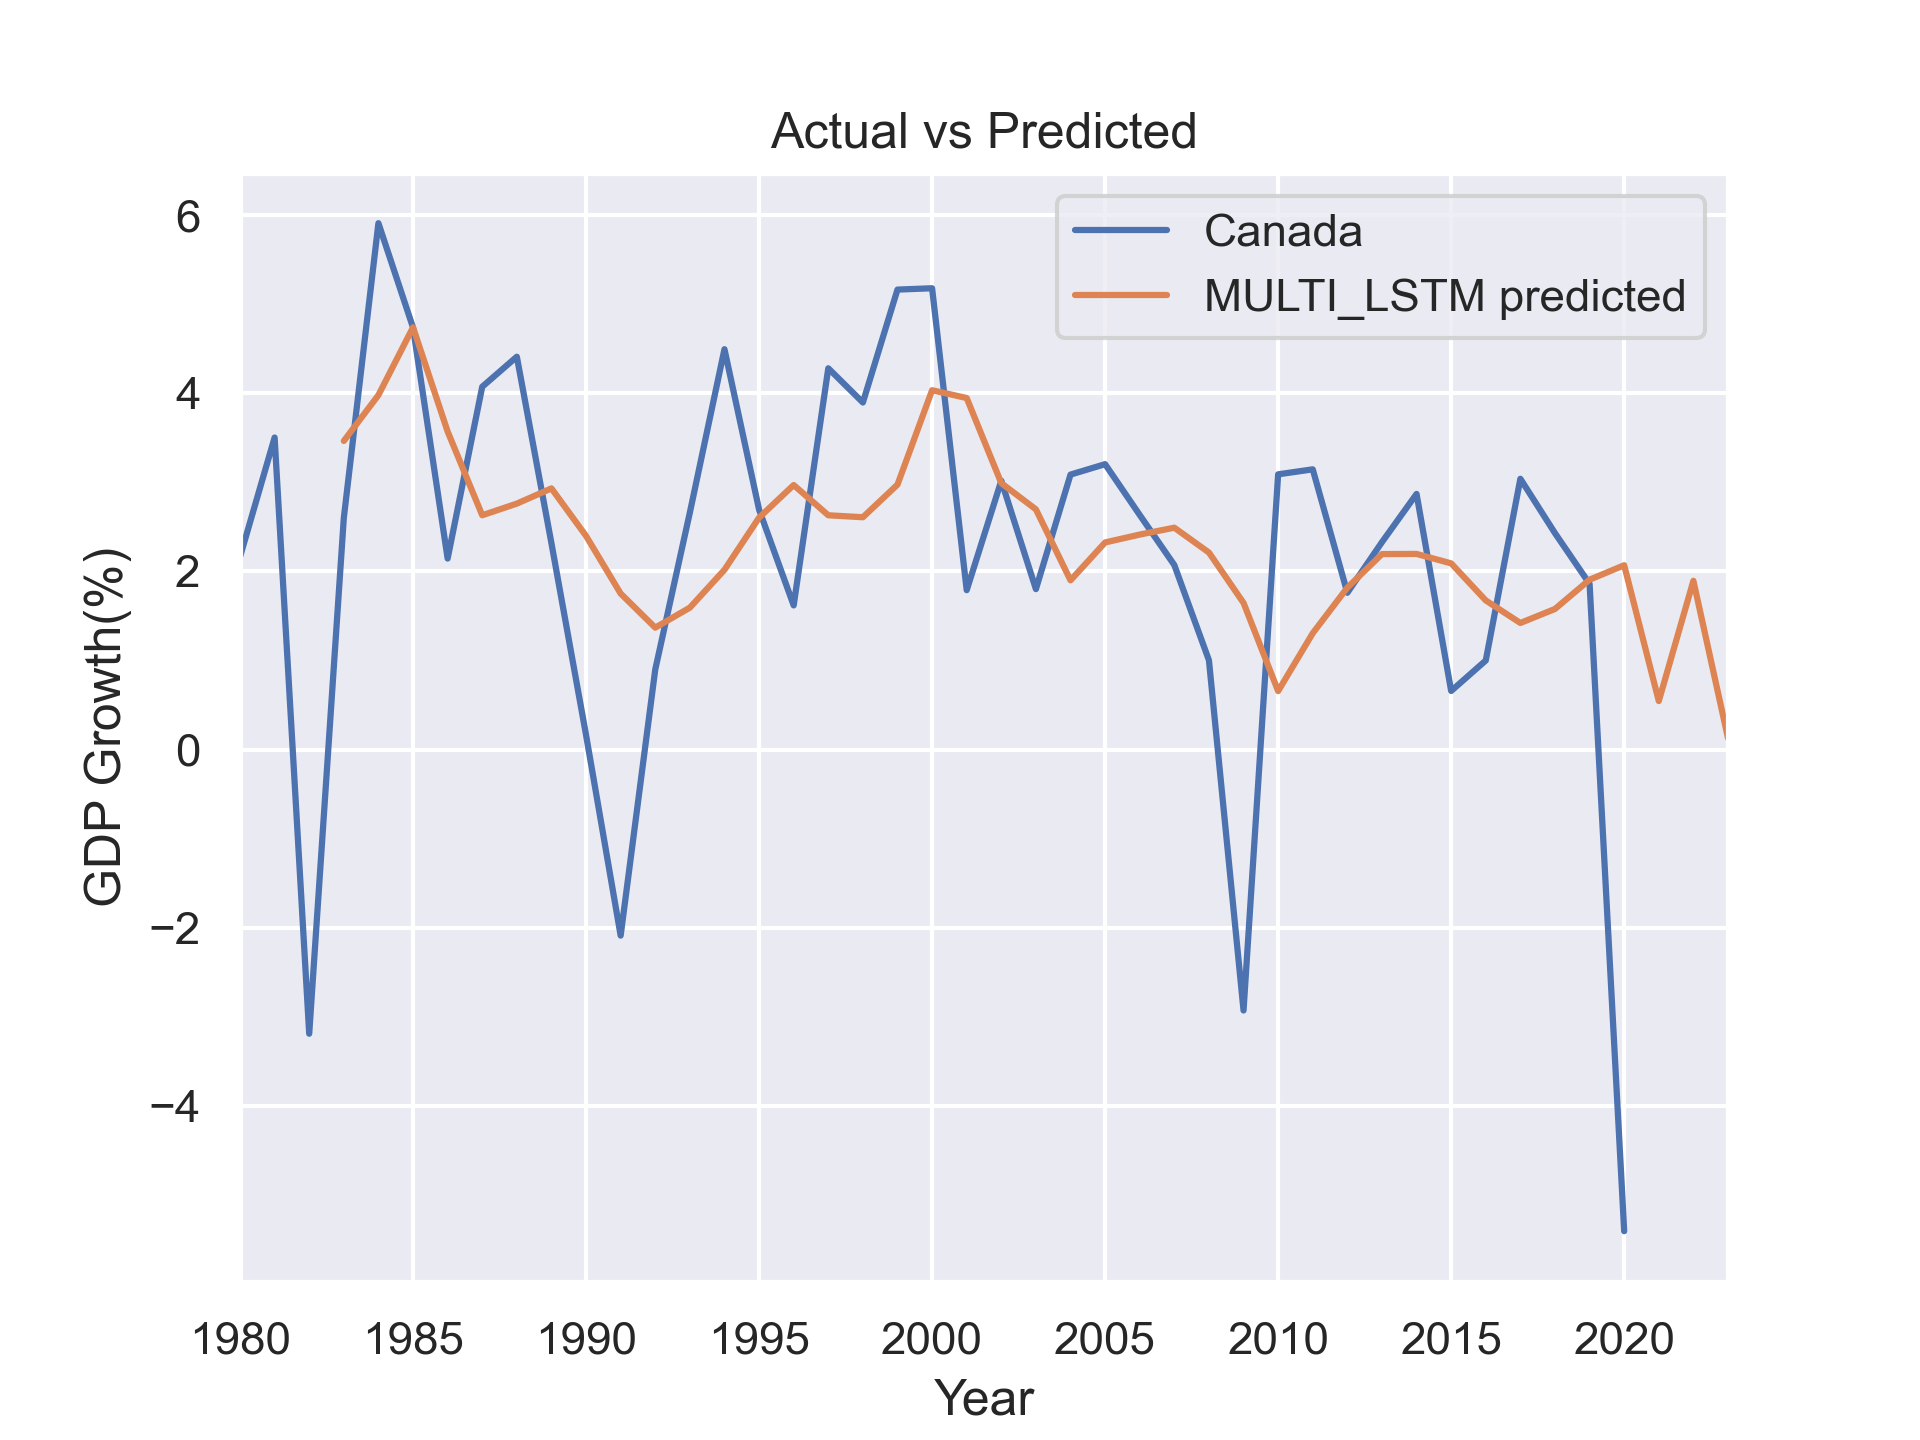 Actual vs Predicted
Canada
MULTI_LSTM predicted
6
4
2
0
−2
−4
GDP Growth(%)
1980 1985 1990 1995 2000 2005 2010 2015 2020
Year